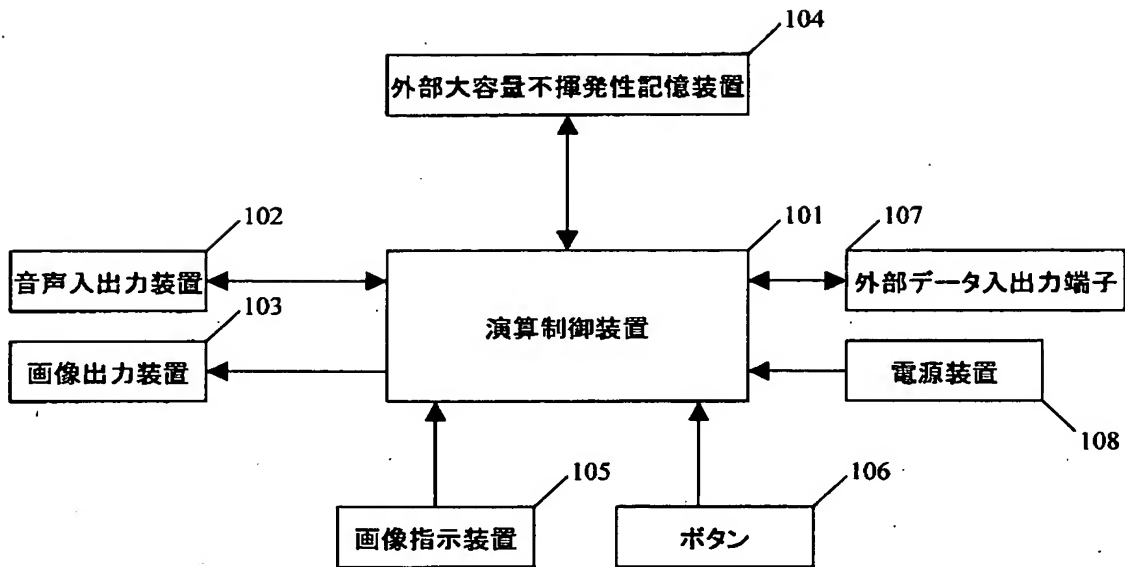 104
外部大容量不揮発性記憶装置
102
101
107
音声入出力装置
外部データ入出力端子
103
演算制御装置
画像出力装置
電源装置
108
105
106
画像指示装置
ボタン